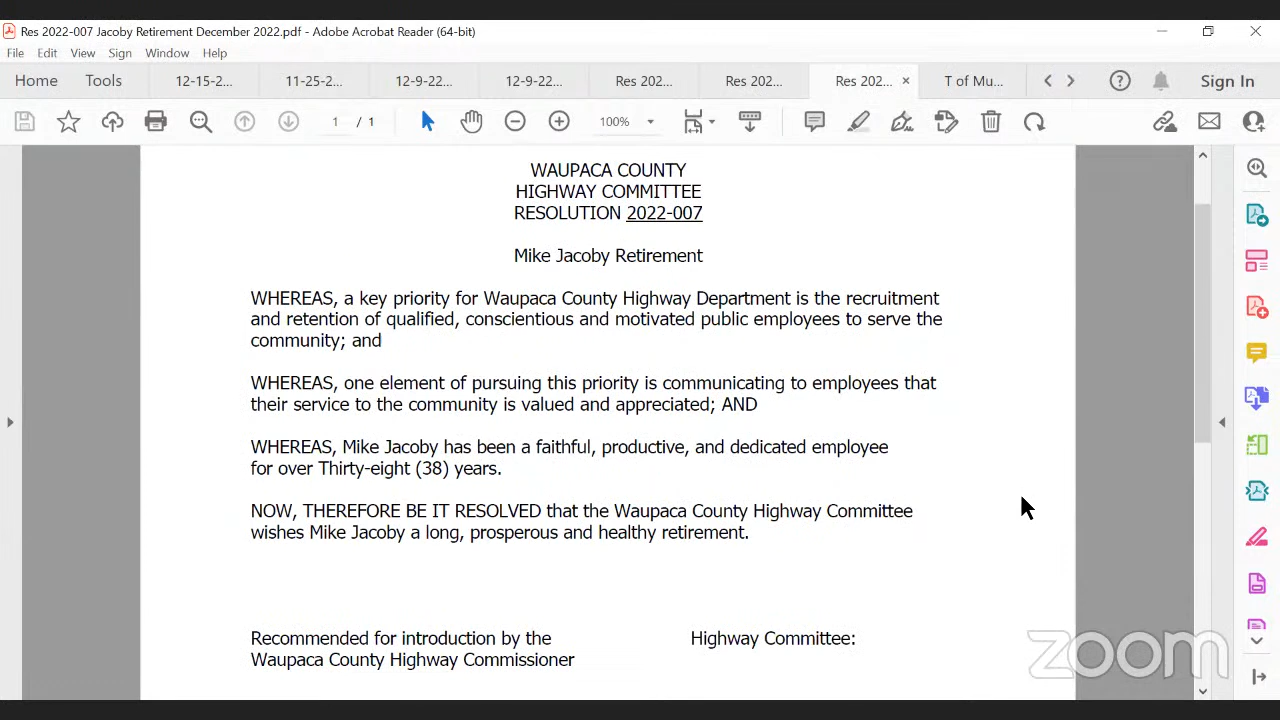 Res 2022-007 Jacoby Retirement December 2022.pdf - Adobe Acrobat Reader (64-bit)
File Edit View Sign Window Help
Home Tools 12-15-2... 11-25-2... 12-9-22... 12-9-22... Res 202... Res 202... Res 202... × T of Mu... Sign In
1 / 1 100%
WAUPACA COUNTY
HIGHWAY COMMITTEE
RESOLUTION 2022-007
Mike Jacoby Retirement
WHEREAS, a key priority for Waupaca County Highway Department is the recruitment
and retention of qualified, conscientious and motivated public employees to serve the
community; and
WHEREAS, one element of pursuing this priority is communicating to employees that
their service to the community is valued and appreciated; AND
WHEREAS, Mike Jacoby has been a faithful, productive, and dedicated employee
for over Thirty-eight (38) years.
NOW, THEREFORE BE IT RESOLVED that the Waupaca County Highway Committee
wishes Mike Jacoby a long, prosperous and healthy retirement.
Recommended for introduction by the Highway Committee:
Waupaca County Highway Commissioner
zoom